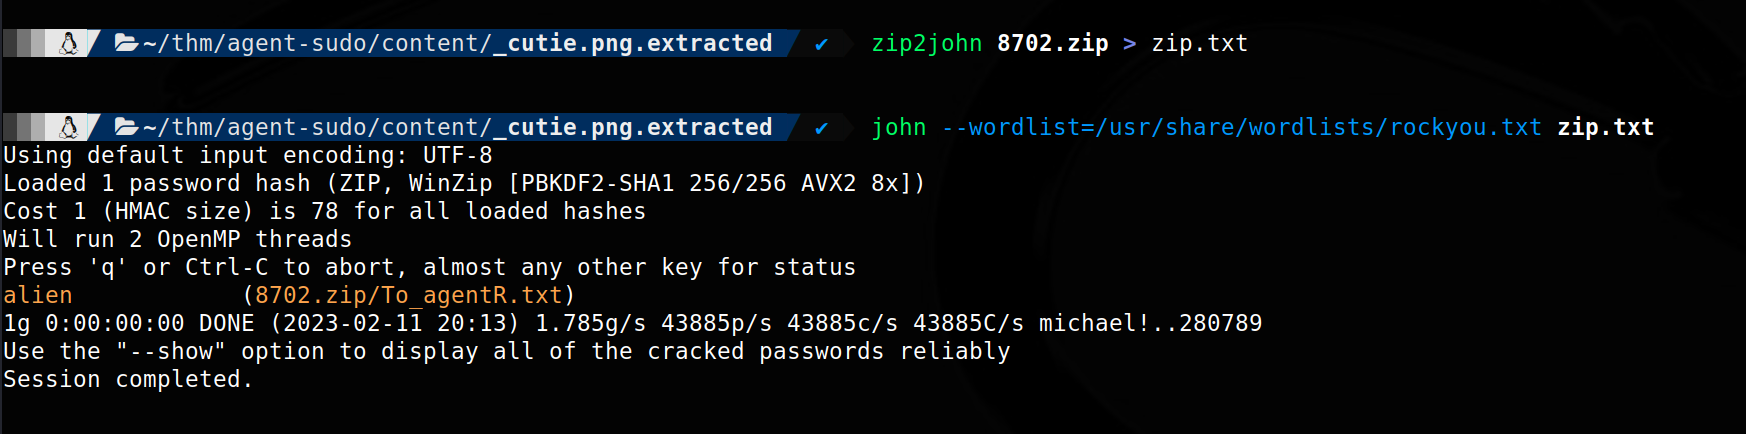 ~/thm/agent-sudo/content/_cutie.png.extracted ✔ zip2john 8702.zip > zip.txt
~/thm/agent-sudo/content/_cutie.png.extracted ✔ john --wordlist=/usr/share/wordlists/rockyou.txt zip.txt
Using default input encoding: UTF-8
Loaded 1 password hash (ZIP, WinZip [PBKDF2-SHA1 256/256 AVX2 8x])
Cost 1 (HMAC size) is 78 for all loaded hashes
Will run 2 OpenMP threads
Press 'q' or Ctrl-C to abort, almost any other key for status
alien            (8702.zip/To_agentR.txt)
1g 0:00:00:00 DONE (2023-02-11 20:13) 1.785g/s 43885p/s 43885c/s 43885C/s michael!..280789
Use the "--show" option to display all of the cracked passwords reliably
Session completed.